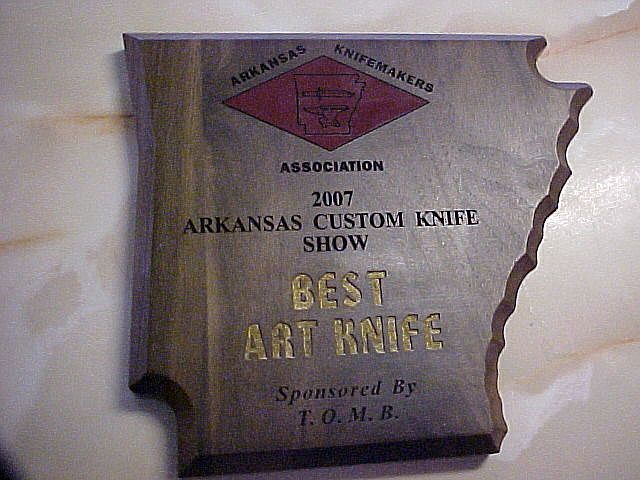 ARKANSAS KNIFEMAKERS
ASSOCIATION
2007
ARKANSAS CUSTOM KNIFE
SHOW
BEST
ART KNIFE
Sponsored By
T. O. M. B.